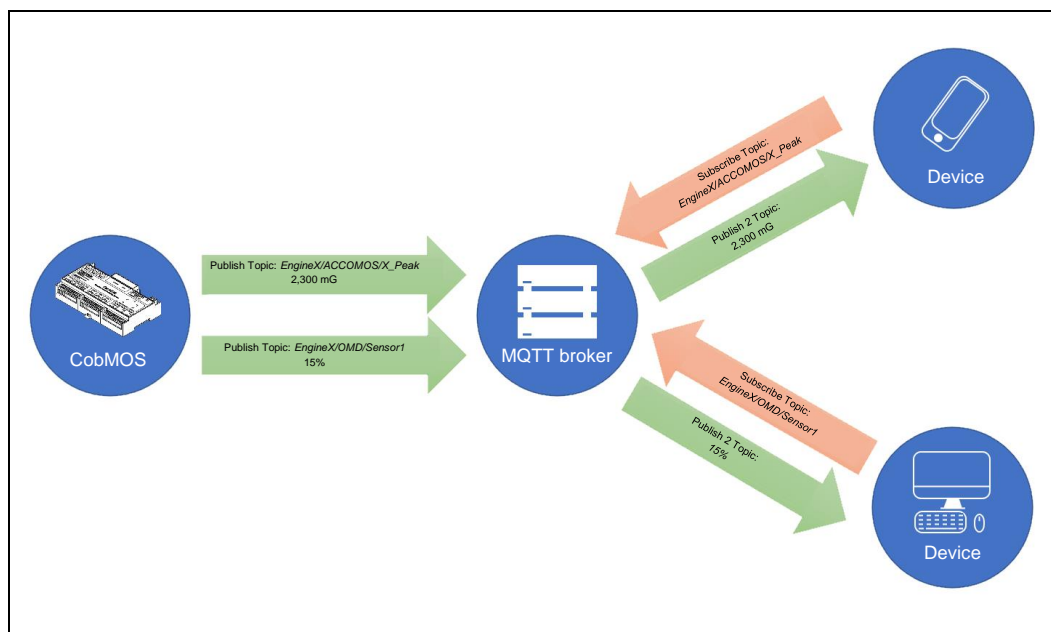 Publish Topic: EngineX/ACCOMOS/X_Peak
2,300 mG
Publish Topic: EngineX/OMD/Sensor1
15%
CobMOS
MQTT broker
Subscribe Topic:
EngineX/ACCOMOS/X_Peak
Publish 2 Topic:
2,300 mG
Device
Subscribe Topic:
EngineX/OMD/Sensor1
Publish 2 Topic:
15%
Device